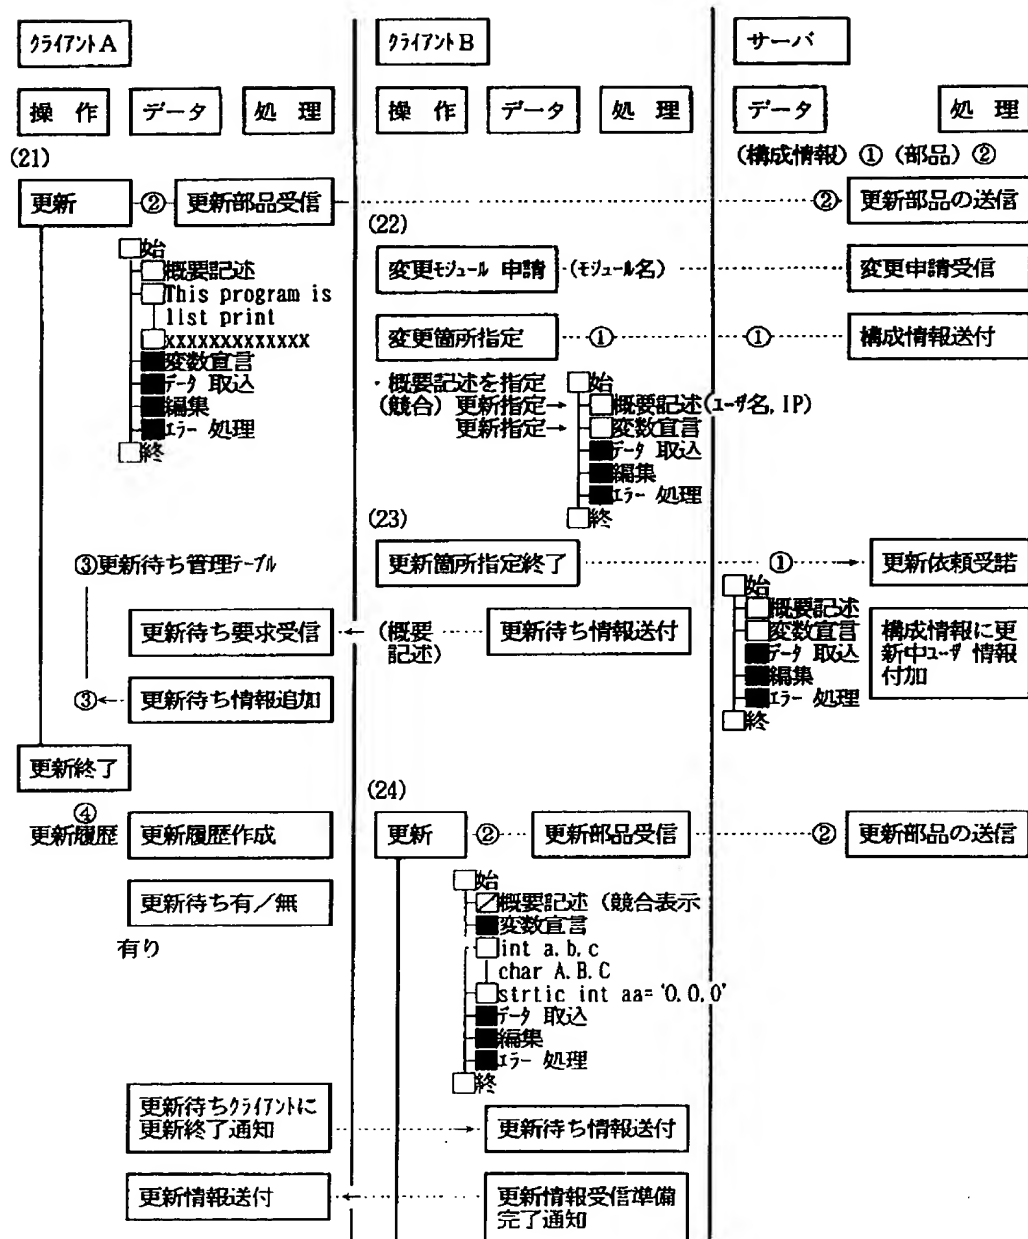 クライアントA
クライアントB
サーバ
操 作
データ
処 理
操 作
データ
処 理
データ
処 理
(21)
(構成情報) ① (部品) ②
更新
②
更新部品受信
②
更新部品の送信
(22)
始
概要記述
This program is
list print
xxxxxxxxxxxxx
変数宣言
データ 取込
編集
エラー 処理
終
変更モジュール 申請
(モジュール名)
変更申請受信
変更箇所指定
①
①
構成情報送付
・概要記述を指定
(競合) 更新指定→
更新指定→
始
概要記述(ユーザ名, IP)
変数宣言
データ 取込
編集
エラー 処理
終
(23)
③更新待ち管理テーブル
更新箇所指定終了
①
更新依頼受諾
始
概要記述
変数宣言
データ 取込
編集
エラー 処理
終
構成情報に更
新中ユーザ 情報
付加
更新待ち要求受信
(概要
記述)
更新待ち情報送付
③
更新待ち情報追加
更新終了
(24)
④
更新履歴
更新履歴作成
更新
②
更新部品受信
②
更新部品の送信
更新待ち有/無
有り
始
概要記述 (競合表示
変数宣言
int a.b.c
char A.B.C
strtic int aa='0.0.0'
データ 取込
編集
エラー 処理
終
更新待ちクライアントに
更新終了通知
更新待ち情報送付
更新情報送付
更新情報受信準備
完了通知